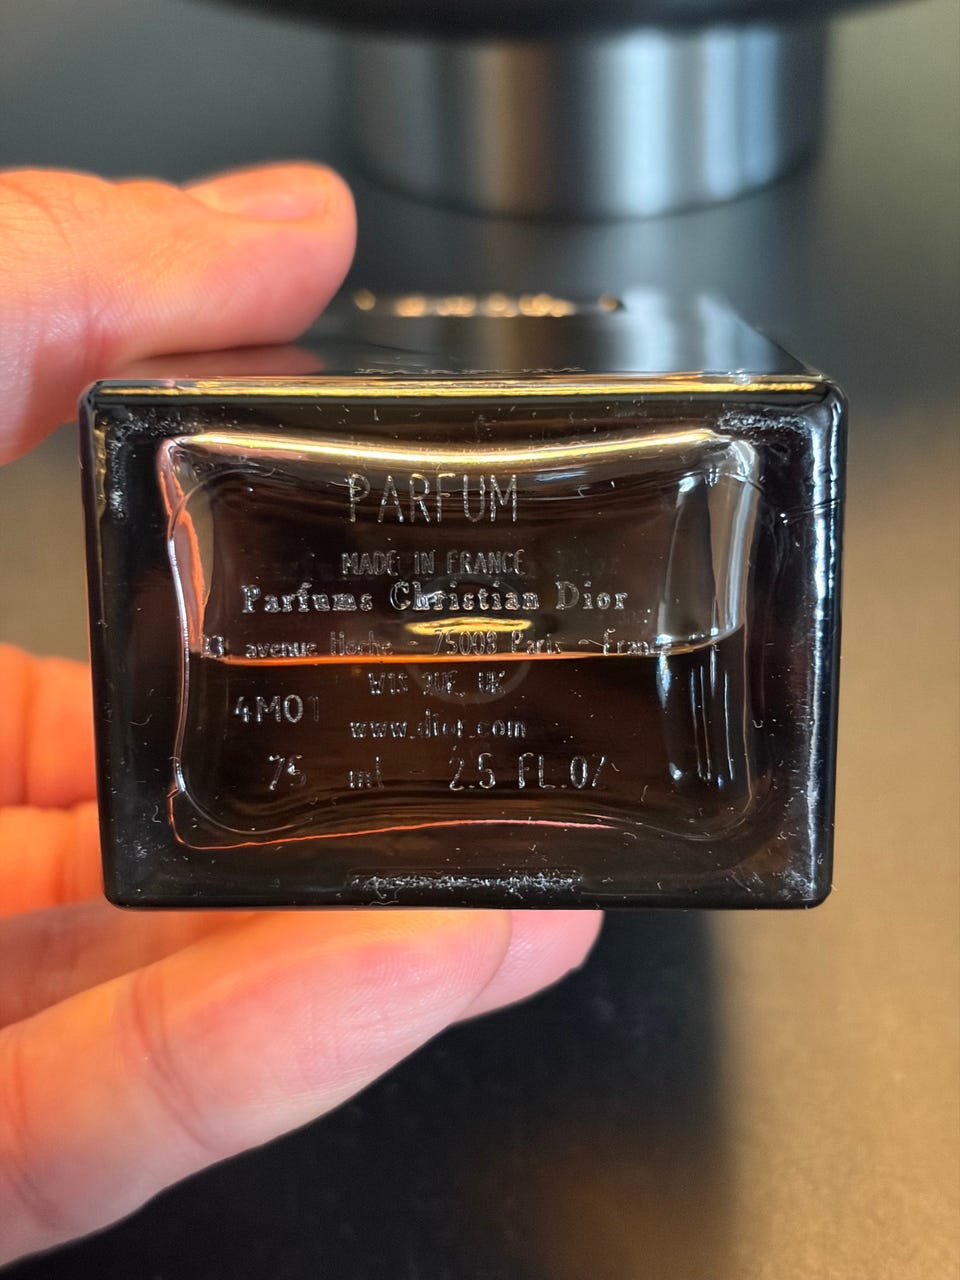 PARFUM
MADE IN FRANCE
Parfums Christian Dior
avenue Hoche - 75008 Paris - France
W1S 2UE, UK
4M01
www.dior.com
75 ml - 2.5 FL.OZ